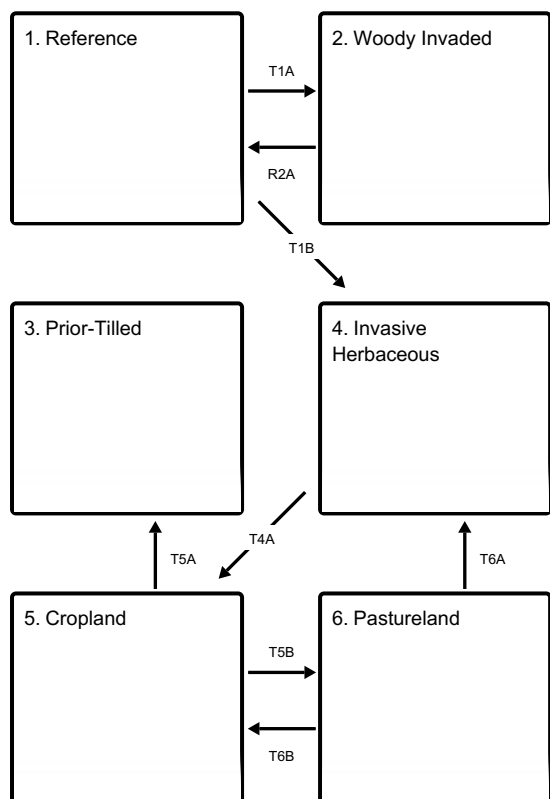 1. Reference
2. Woody Invaded
T1A
R2A
T1B
3. Prior-Tilled
4. Invasive
Herbaceous
T4A
T5A
T6A
5. Cropland
6. Pastureland
T5B
T6B